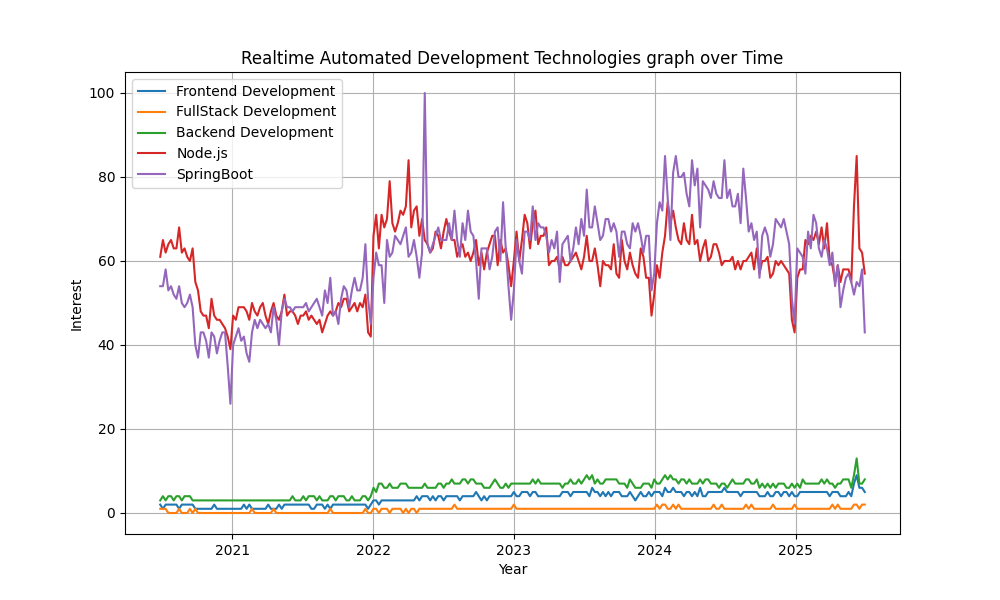 Realtime Automated Development Technologies graph over Time
100
80
60
40
20
0
Interest
Frontend Development
FullStack Development
Backend Development
Node.js
SpringBoot
2021
2022
2023
2024
2025
Year